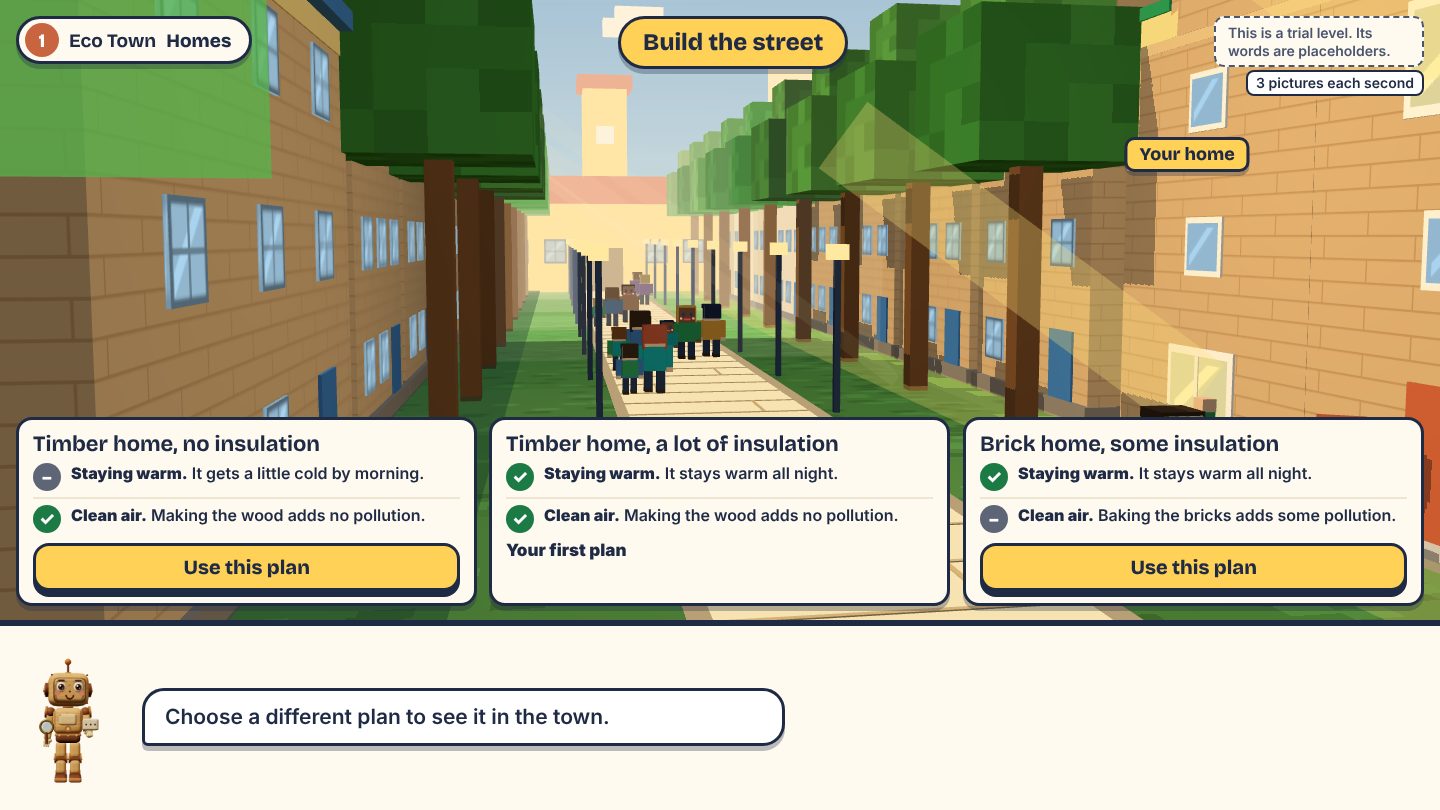 1 Eco Town Homes
Build the street
This is a trial level. Its
words are placeholders.
3 pictures each second
Your home
Timber home, no insulation
Staying warm. It gets a little cold by morning.
Clean air. Making the wood adds no pollution.
Use this plan
Timber home, a lot of insulation
Staying warm. It stays warm all night.
Clean air. Making the wood adds no pollution.
Your first plan
Brick home, some insulation
Staying warm. It stays warm all night.
Clean air. Baking the bricks adds some pollution.
Use this plan
Choose a different plan to see it in the town.